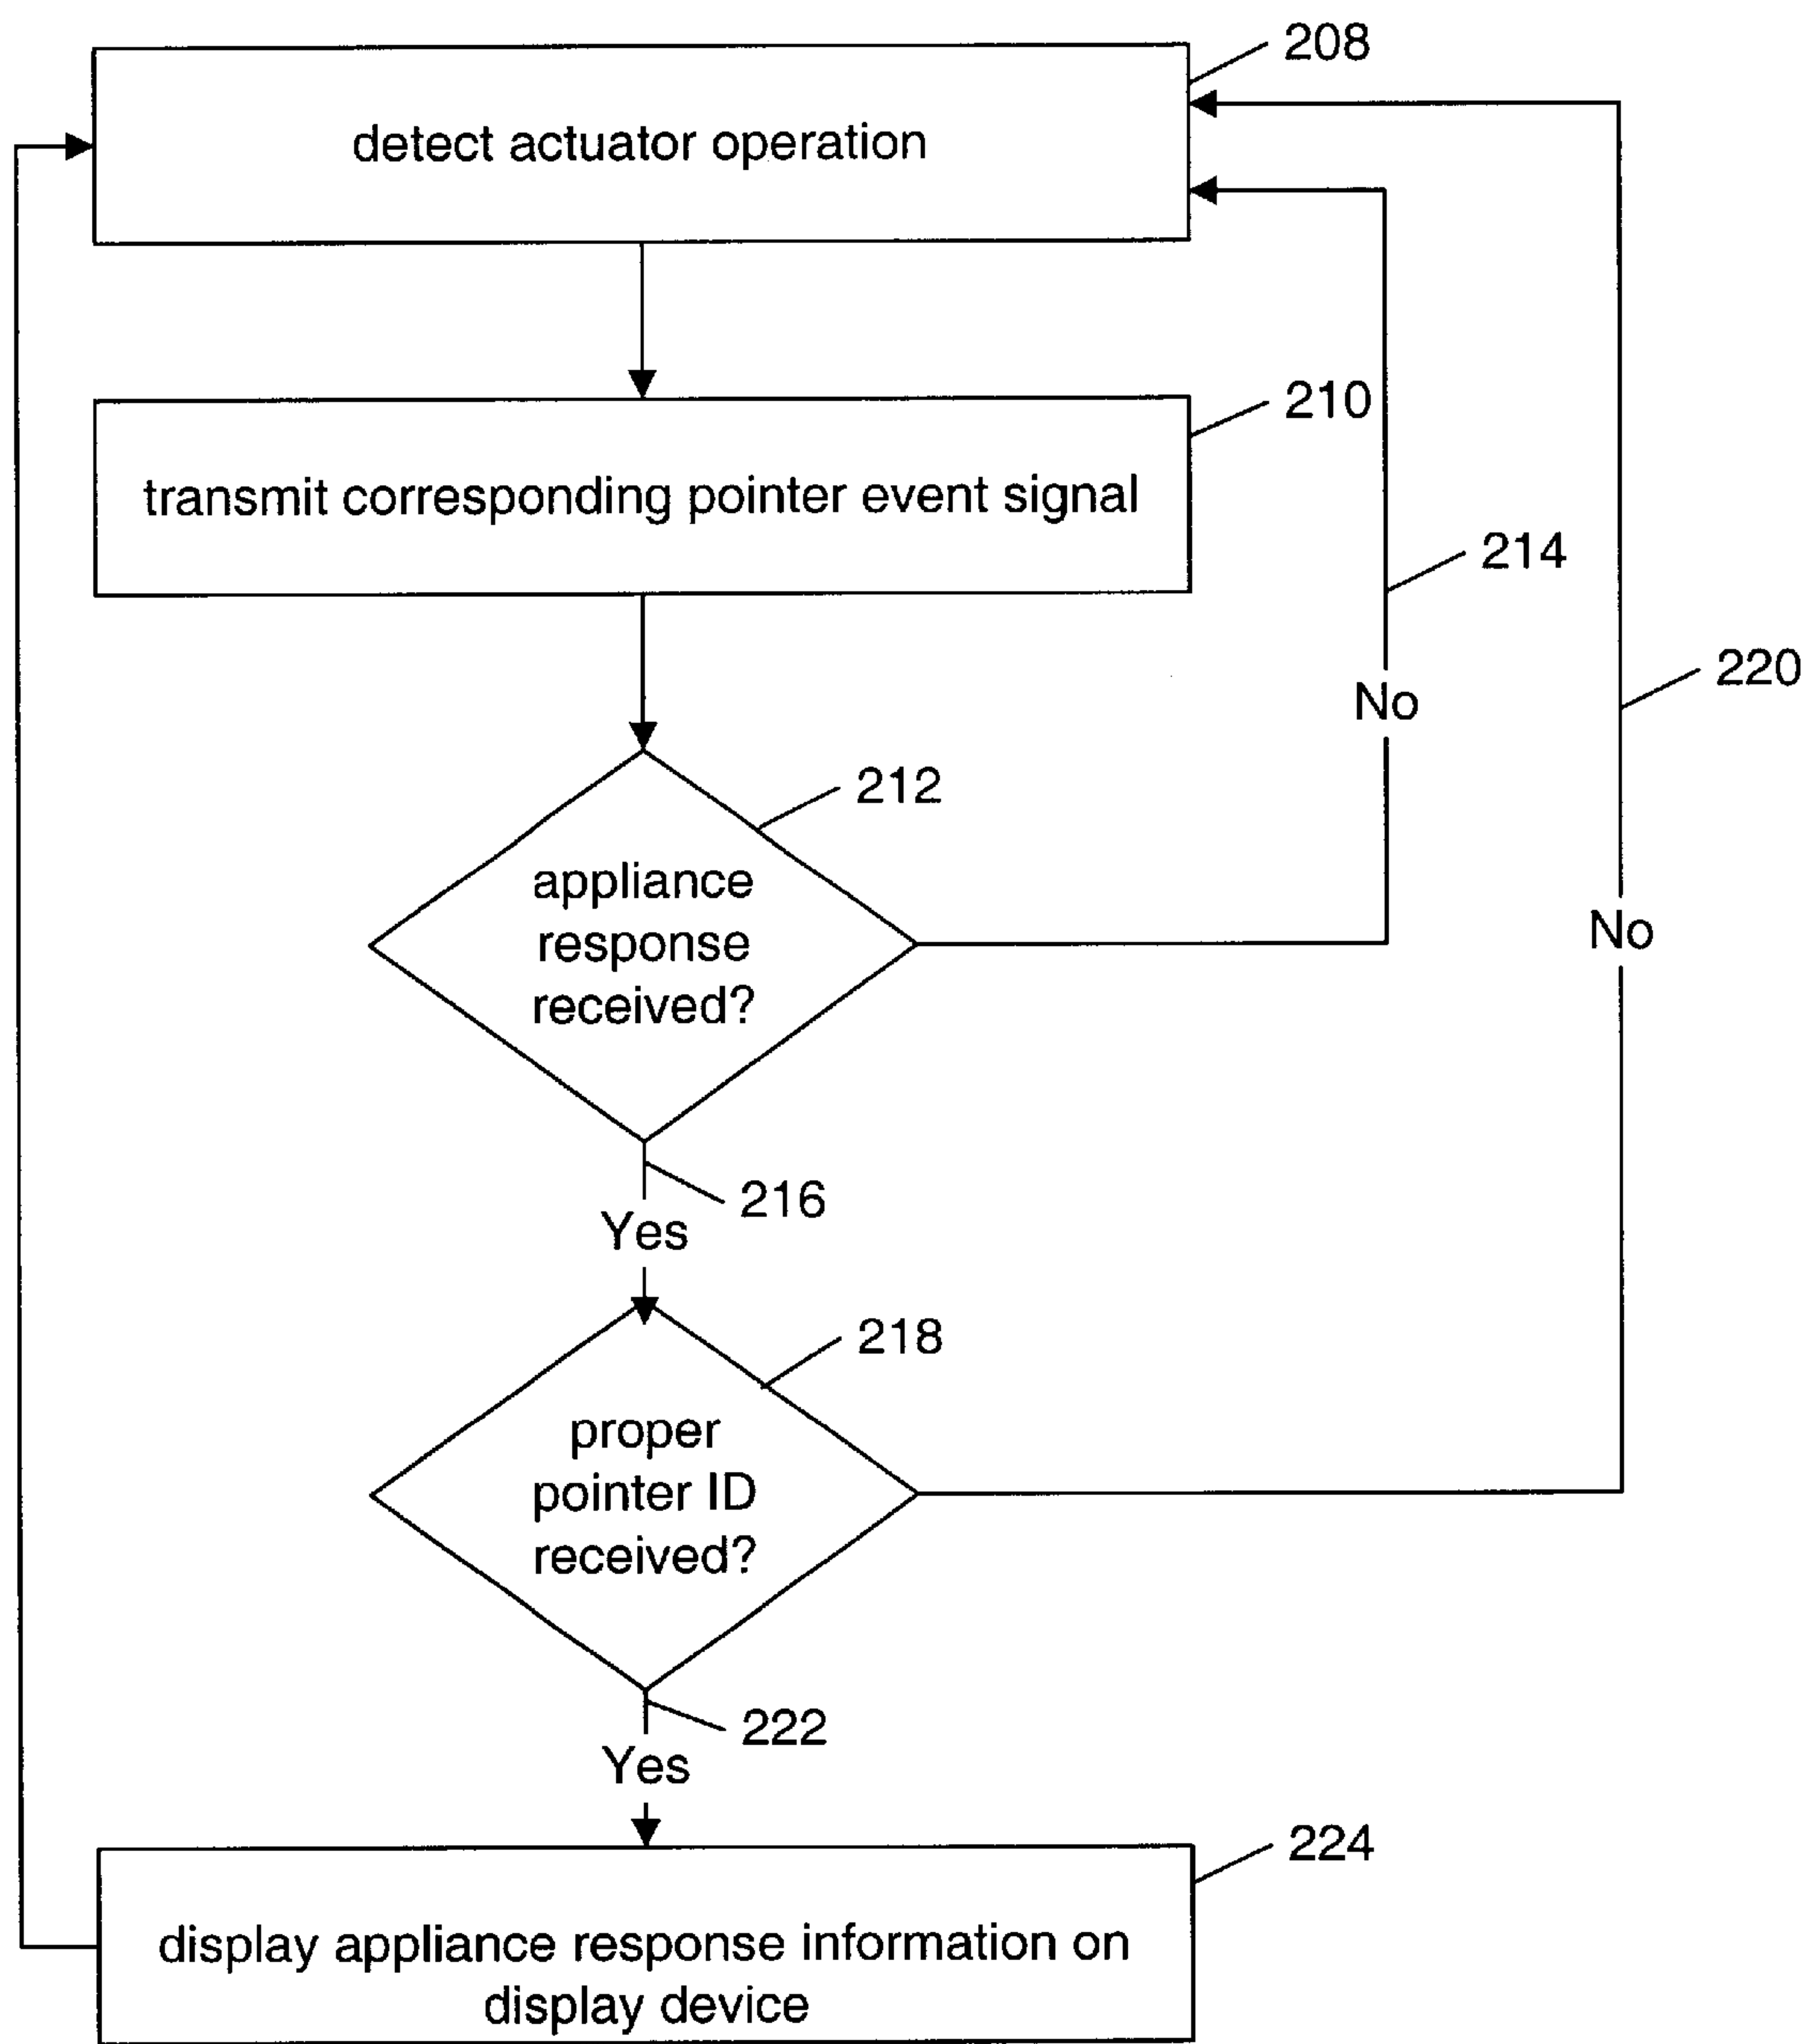 208
detect actuator operation
210
transmit corresponding pointer event signal
214
220
No
212
appliance
response
received?
No
216
Yes
218
proper
pointer ID
received?
222
Yes
224
display appliance response information on
display device